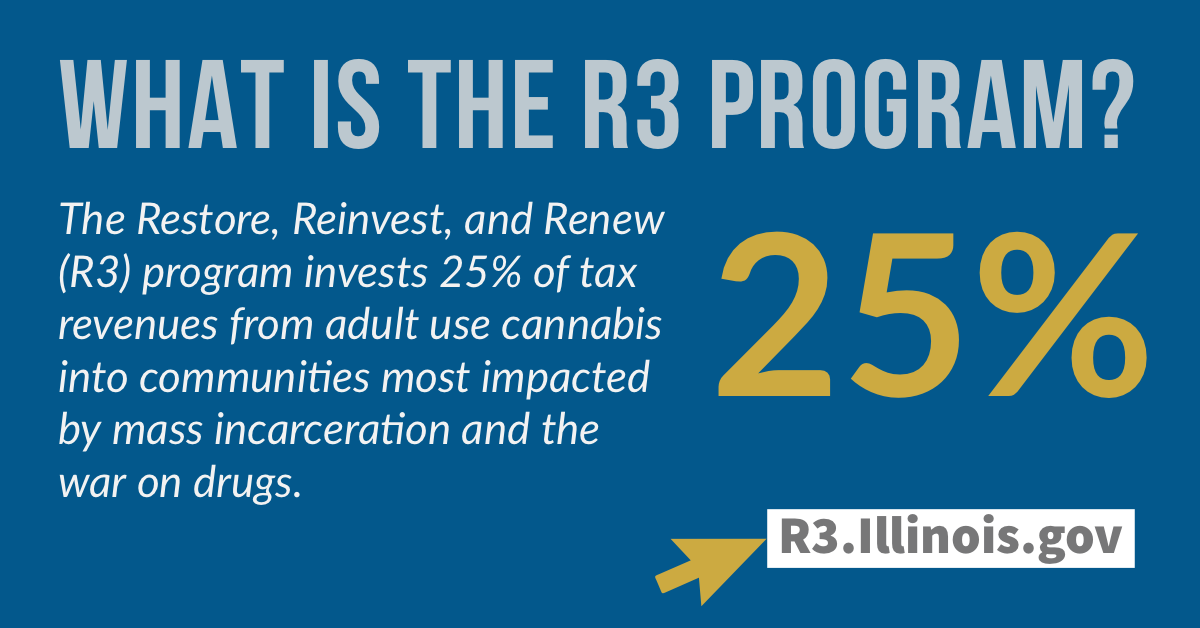 WHAT IS THE R3 PROGRAM?
The Restore, Reinvest, and Renew
(R3) program invests 25% of tax
revenues from adult use cannabis
into communities most impacted
by mass incarceration and the
war on drugs.
25%
R3.Illinois.gov